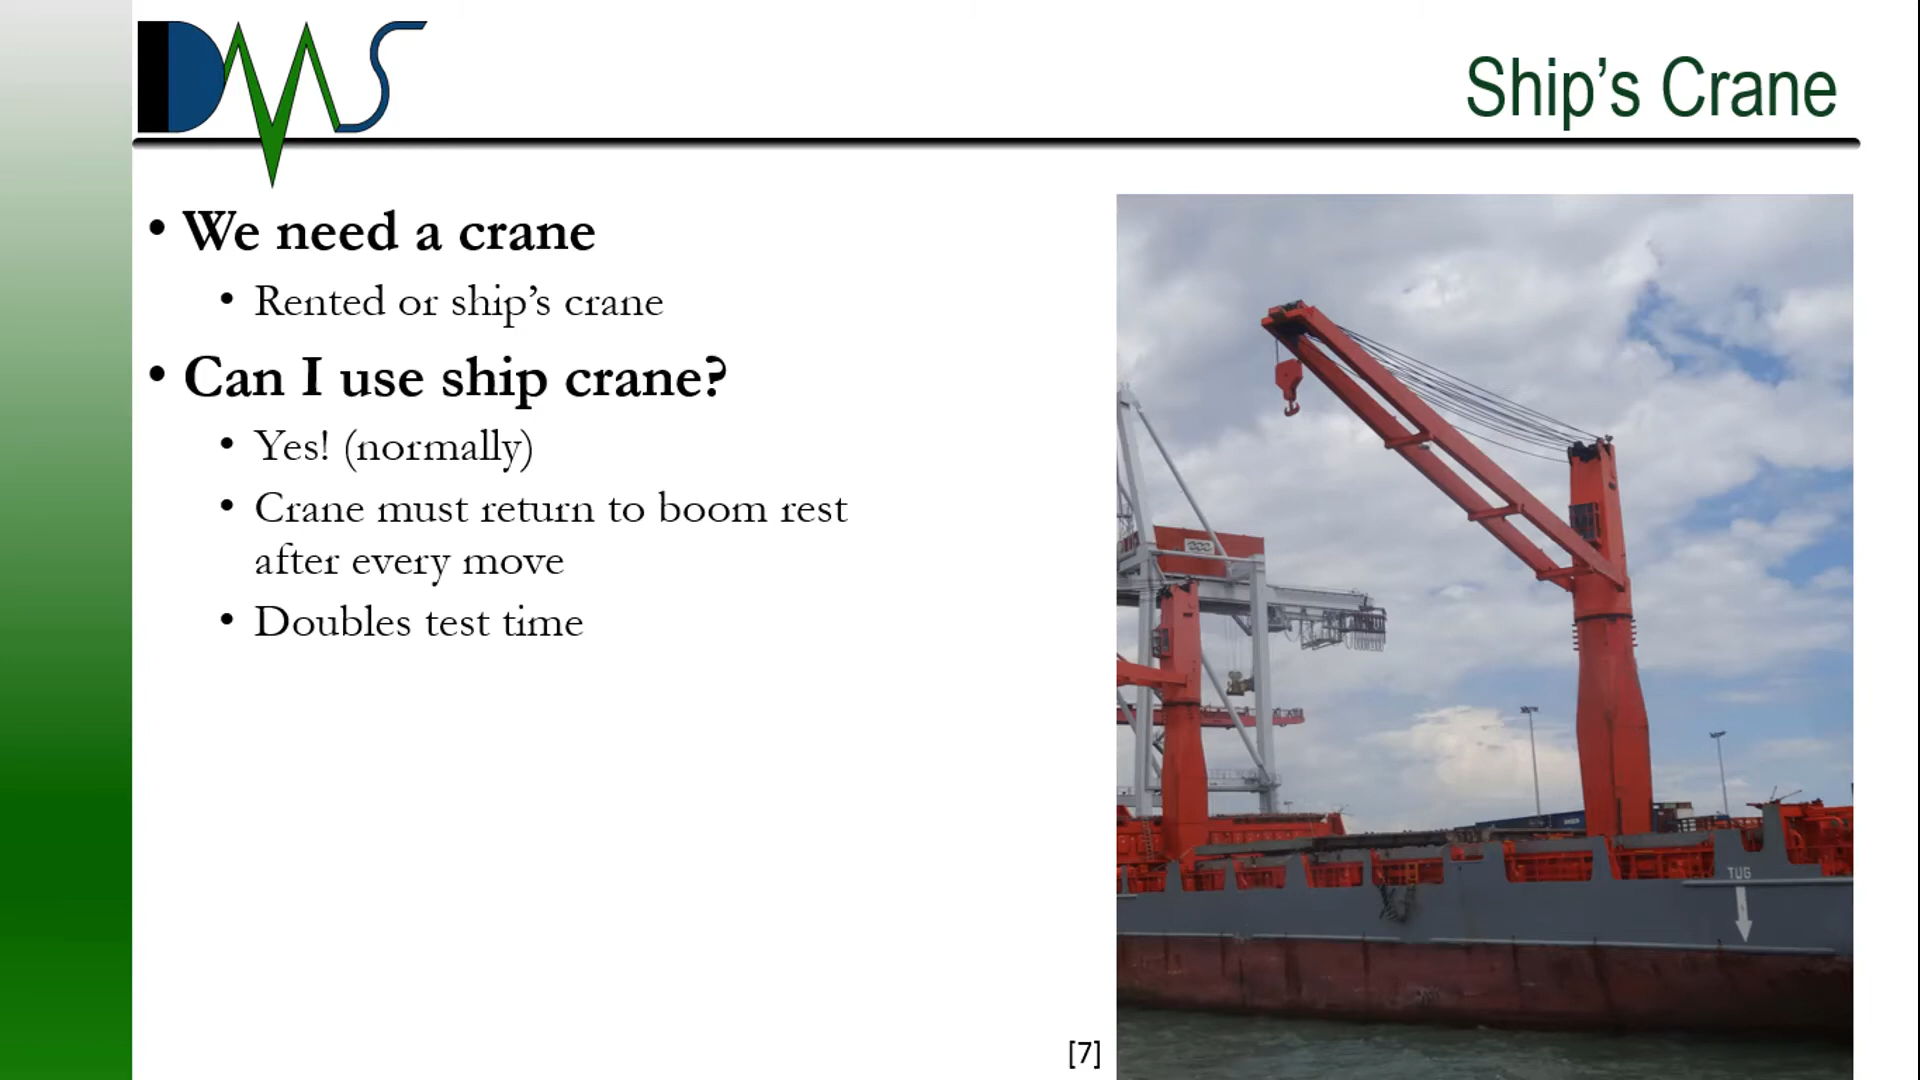 DMS
Ship's Crane
• We need a crane
• Rented or ship's crane
• Can I use ship crane?
• Yes! (normally)
• Crane must return to boom rest
after every move
• Doubles test time
TUG
[7]